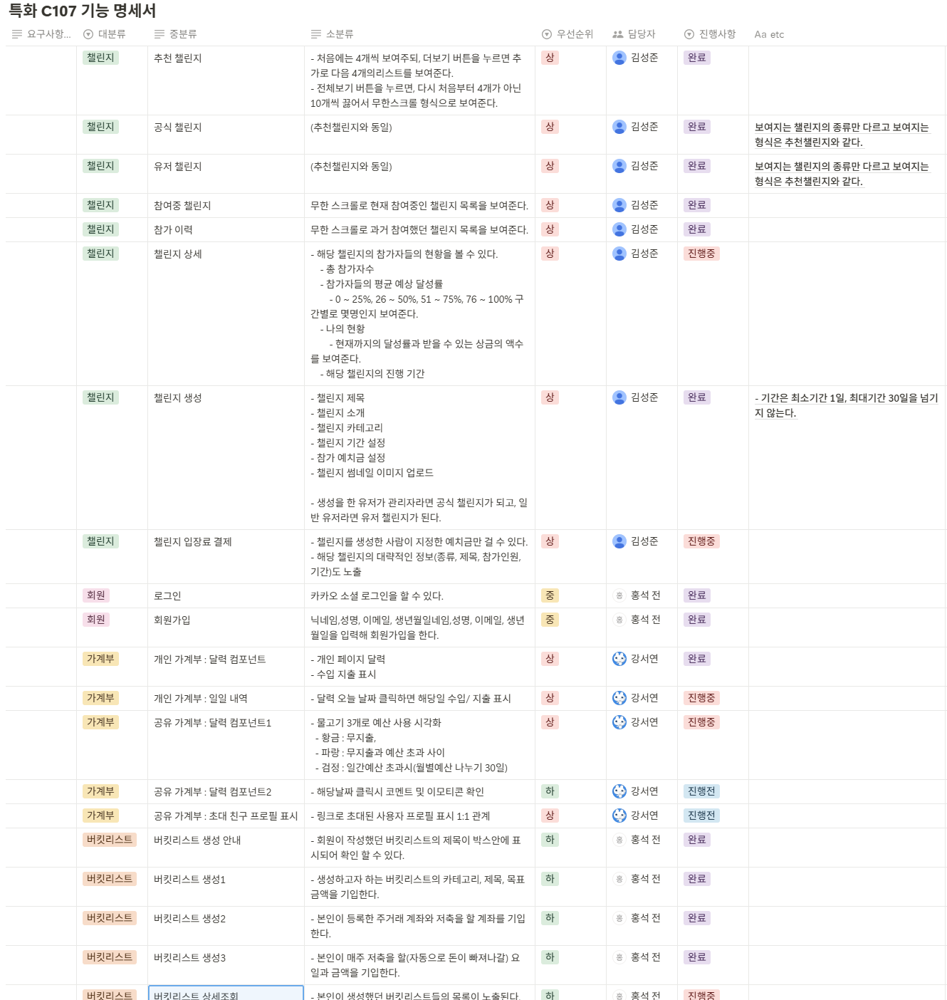 특화 C107 기능 명세서
요구사항... 대분류 중분류 소분류 우선순위 담당자 진행사항 Aa etc
챌린지 추천 챌린지 - 처음에는 4개씩 보여주되, 더보기 버튼을 누르면 추 상 김성준 완료
가로 다음 4개의리스트를 보여준다.
- 전체보기 버튼을 누르면, 다시 처음부터 4개가 아닌
10개씩 끓어서 무한스크롤 형식으로 보여준다.
챌린지 공식 챌린지 (추천챌린지와 동일) 상 김성준 완료 보여지는 챌린지의 종류만 다르고 보여지는
형식은 추천챌린지와 같다.
챌린지 유저 챌린지 (추천챌린지와 동일) 상 김성준 완료 보여지는 챌린지의 종류만 다르고 보여지는
형식은 추천챌린지와 같다.
챌린지 참여중 챌린지 무한 스크롤로 현재 참여중인 챌린지 목록을 보여준다. 상 김성준 완료
챌린지 참가 이력 무한 스크롤로 과거 참여했던 챌린지 목록을 보여준다. 상 김성준 완료
챌린지 챌린지 상세 - 해당 챌린지의 참가자들의 현황을 볼 수 있다. 상 김성준 진행중
- 총 참가자수
- 참가자들의 평균 예상 달성률
- 0 ~ 25%, 26 ~ 50%, 51 ~ 75%, 76 ~ 100% 구
간별로 몇명인지 보여준다.
- 나의 현황
- 현재까지의 달성률과 받을 수 있는 상금의 액수
를 보여준다.
- 해당 챌린지의 진행 기간
챌린지 챌린지 생성 - 챌린지 제목 상 김성준 완료 - 기간은 최소기간 1일, 최대기간 30일을 넘기
- 챌린지 소개 지 않는다.
- 챌린지 카테고리
- 챌린지 기간 설정
- 참가 예치금 설정
- 챌린지 썸네일 이미지 업로드
- 생성을 한 유저가 관리자라면 공식 챌린지가 되고, 일
반 유저라면 유저 챌린지가 된다.
챌린지 챌린지 입장료 결제 - 챌린지를 생성한 사람이 지정한 예치금만 걸 수 있다. 상 김성준 진행중
- 해당 챌린지의 대략적인 정보(종류, 제목, 참가인원,
기간)도 노출
회원 로그인 카카오 소셜 로그인을 할 수 있다. 중 홍 홍석 전 완료
회원 회원가입 닉네임,성명, 이메일, 생년월일네임,성명, 이메일, 생년 중 홍 홍석 전 완료
월일을 입력해 회원가입을 한다.
가계부 개인 가계부 : 달력 컴포넌트 - 개인 페이지 달력 상 강서연 완료
- 수입 지출 표시
가계부 개인 가계부 : 일일 내역 - 달력 오늘 날짜 클릭하면 해당일 수입/ 지출 표시 상 강서연 진행중
가계부 공유 가계부 : 달력 컴포넌트1 - 물고기 3개로 예산 사용 시각화 상 강서연 진행중
- 황금 : 무지출,
- 파랑 : 무지출과 예산 초과 사이
- 검정 : 일간예산 초과시(월별예산 나누기 30일)
가계부 공유 가계부 : 달력 컴포넌트2 - 해당날짜 클릭시 코멘트 및 이모티콘 확인 하 강서연 진행전
가계부 공유 가계부 : 초대 친구 프로필 표시 - 링크로 초대된 사용자 프로필 표시 1:1 관계 상 강서연 진행전
버킷리스트 버킷리스트 생성 안내 - 회원이 작성했던 버킷리스트의 제목이 박스안에 표 하 홍 홍석 전 완료
시되어 확인 할 수 있다.
버킷리스트 버킷리스트 생성1 - 생성하고자 하는 버킷리스트의 카테고리, 제목, 목표 하 홍 홍석 전 완료
금액을 기입한다.
버킷리스트 버킷리스트 생성2 - 본인이 등록한 주거래 계좌와 저축을 할 계좌를 기입 하 홍 홍석 전 완료
한다.
버킷리스트 버킷리스트 생성3 - 본인이 매주 저축을 할(자동으로 돈이 빠져나갈) 요 하 홍 홍석 전 완료
일과 금액을 기입한다.
버킷리스트 버킷리스트 상세조회 - 본인이 생성했던 버킷리스트들의 목록이 노출된다. 하 홍 홍석 전 진행중